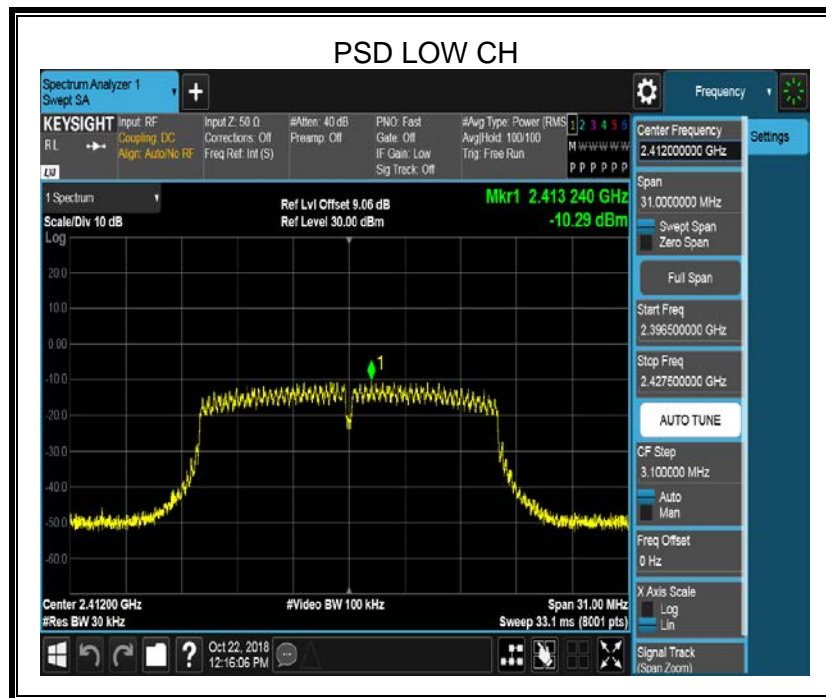 PSD LOW CH
Spectrum Analyzer 1
Swept SA
+
Frequency
KEYSIGHT
RL
LXI
Input: RF
Coupling: DC
Align: Auto/No RF
Input Z: 50 Ω
Corrections: Off
Freq Ref: Int (S)
#Atten: 40 dB
Preamp: Off
PNO: Fast
Gate: Off
IF Gain: Low
Sig Track: Off
#Avg Type: Power (RMS
Avg|Hold: 100/100
Trig: Free Run
1 2 3 4 5 6
M W W W W W
P P P P P P
Center Frequency
2.412000000 GHz
Settings
Span
31.0000000 MHz
Swept Span
Zero Span
Full Span
Start Freq
2.396500000 GHz
Stop Freq
2.427500000 GHz
AUTO TUNE
CF Step
3.100000 MHz
Auto
Man
Freq Offset
0 Hz
X Axis Scale
Log
Lin
Signal Track
(Span Zoom)
1 Spectrum
Scale/Div 10 dB
Ref Lvl Offset 9.06 dB
Ref Level 30.00 dBm
Mkr1 2.413 240 GHz
-10.29 dBm
Log
20.0
10.0
0.00
-10.0
-20.0
-30.0
-40.0
-50.0
-60.0
1
Center 2.41200 GHz
#Res BW 30 kHz
#Video BW 100 kHz
Span 31.00 MHz
Sweep 33.1 ms (8001 pts)
?
Oct 22, 2018
12:16:06 PM